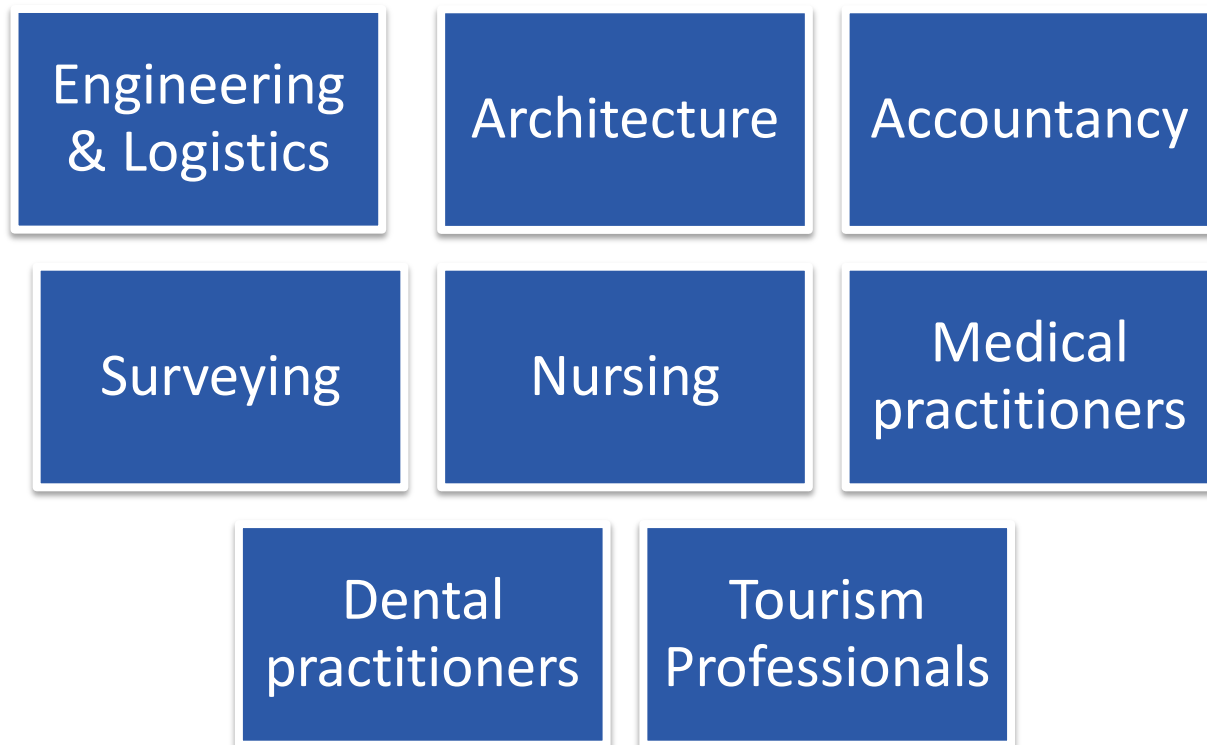 Engineering
& Logistics
Architecture
Accountancy
Surveying
Nursing
Medical
practitioners
Dental
practitioners
Tourism
Professionals